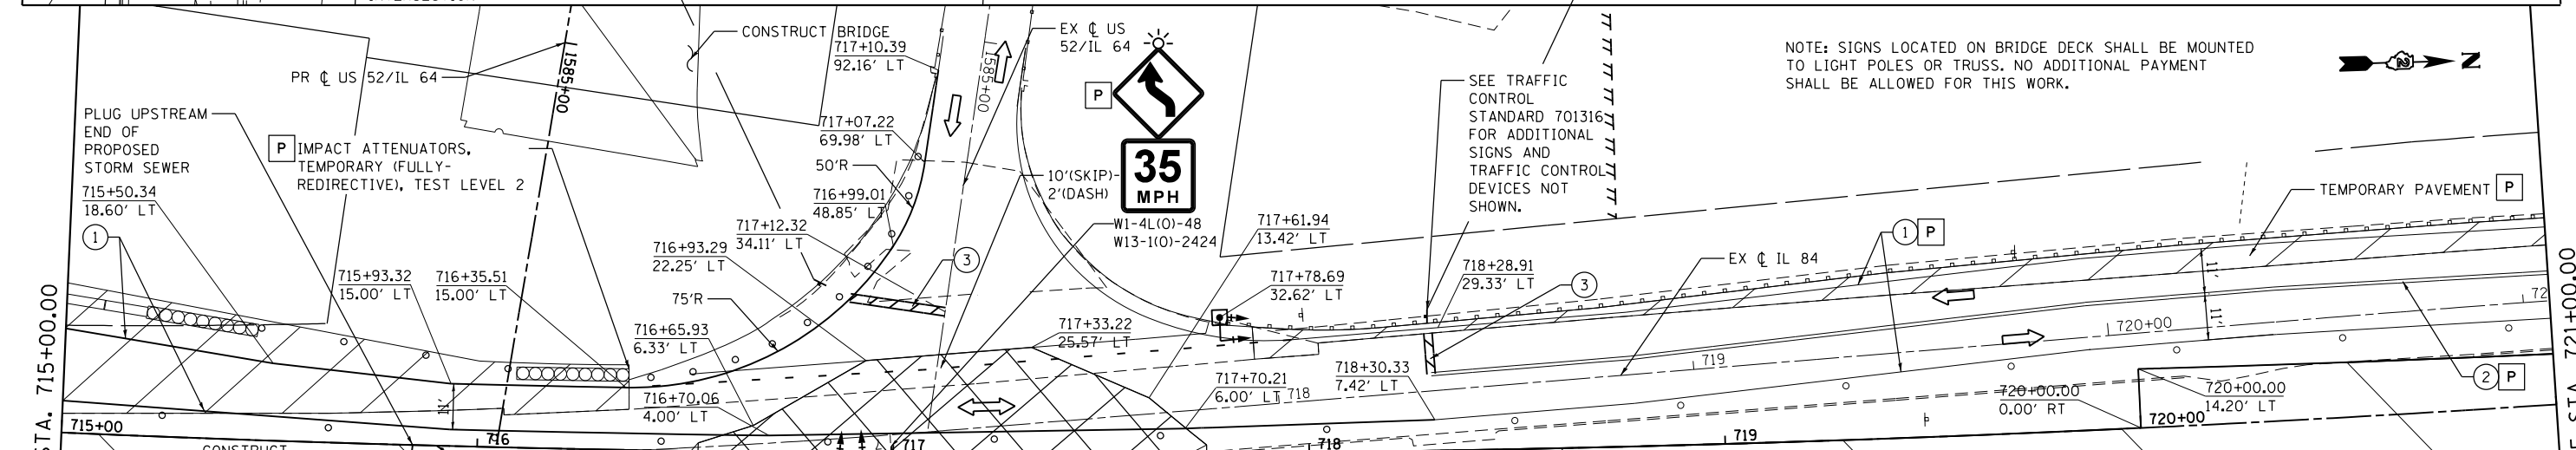 CONSTRUCT BRIDGE
717+10.39
92.16' LT
EX ℄ US
52/IL 64
1585+00
1585+00
PR ℄ US 52/IL 64
NOTE: SIGNS LOCATED ON BRIDGE DECK SHALL BE MOUNTED
TO LIGHT POLES OR TRUSS. NO ADDITIONAL PAYMENT
SHALL BE ALLOWED FOR THIS WORK.
N
P
SEE TRAFFIC
CONTROL
STANDARD 701316
FOR ADDITIONAL
SIGNS AND
TRAFFIC CONTROL
DEVICES NOT
SHOWN.
PLUG UPSTREAM
END OF
PROPOSED
STORM SEWER
P
IMPACT ATTENUATORS,
TEMPORARY (FULLY-
REDIRECTIVE), TEST LEVEL 2
717+07.22
69.98' LT
50'R
10'(SKIP)-
2'(DASH)
35
MPH
W1-4L(O)-48
W13-1(O)-2424
715+50.34
18.60' LT
1
716+99.01
48.85' LT
717+12.32
34.11' LT
716+93.29
22.25' LT
3
717+61.94
13.42' LT
TEMPORARY PAVEMENT
P
1
P
EX ℄ IL 84
715+93.32
15.00' LT
716+35.51
15.00' LT
75'R
717+78.69
32.62' LT
718+28.91
29.33' LT
3
11'
11'
716+65.93
6.33' LT
717+33.22
25.57' LT
720+00
72
719
718+30.33
7.42' LT
717+70.21
6.00' LT
718
716+70.06
4.00' LT
11'
720+00.00
0.00' RT
720+00.00
14.20' LT
2
P
STA. 715+00.00
715+00
716
717
718
719
720+00
STA. 721+00.00
CONSTRUCT